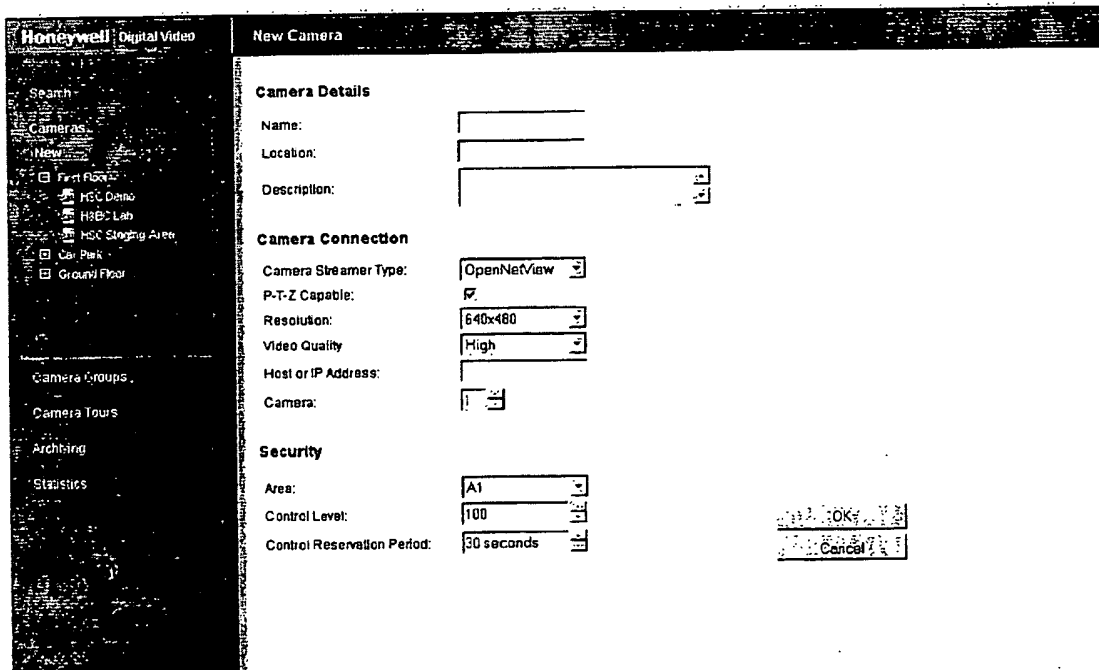 Honeywell Digital Video
New Camera
Search
Cameras
New
First Floor
HSC Demo
HSBC Lab
HSC Staging Area
Car Park
Ground Floor
Camera Groups
Camera Tours
Archiving
Statistics
Camera Details
Name:
Location:
Description:
Camera Connection
Camera Streamer Type: OpenNetView
P-T-Z Capable:
Resolution: 640x480
Video Quality High
Host or IP Address:
Camera: 1
Security
Area: A1
Control Level: 100
Control Reservation Period: 30 seconds
OK
Cancel